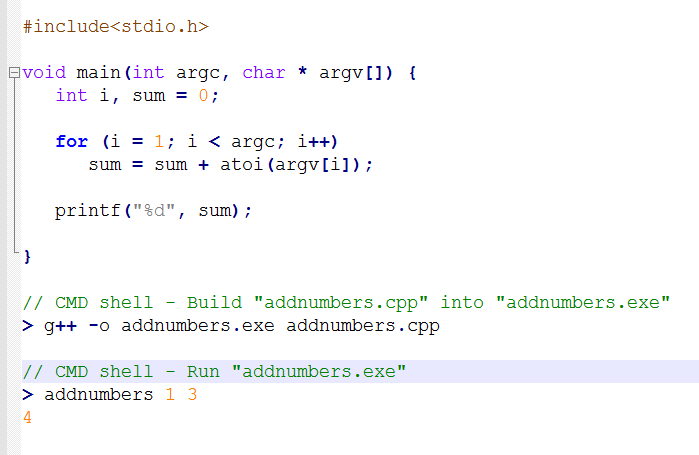 #include<stdio.h>
void main(int argc, char * argv[]) {
int i, sum = 0;
for (i = 1; i < argc; i++)
sum = sum + atoi(argv[i]);
printf("%d", sum);
}
// CMD shell - Build "addnumbers.cpp" into "addnumbers.exe"
> g++ -o addnumbers.exe addnumbers.cpp
// CMD shell - Run "addnumbers.exe"
> addnumbers 1 3
4